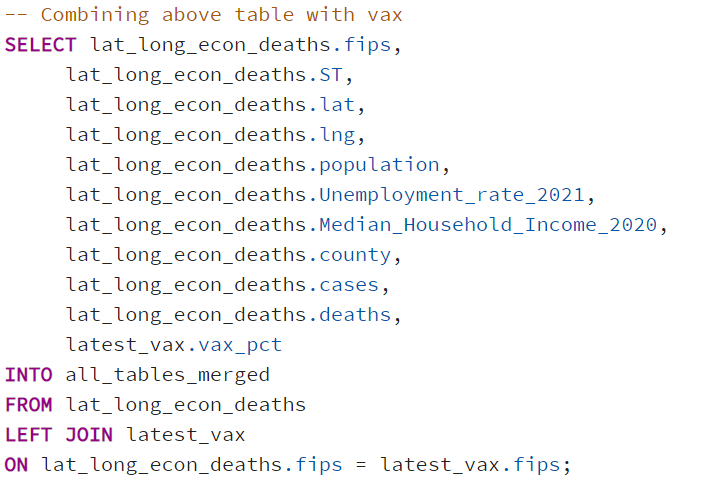 -- Combining above table with vax
SELECT lat_long_econ_deaths.fips,
     lat_long_econ_deaths.ST,
     lat_long_econ_deaths.lat,
     lat_long_econ_deaths.lng,
     lat_long_econ_deaths.population,
     lat_long_econ_deaths.Unemployment_rate_2021,
     lat_long_econ_deaths.Median_Household_Income_2020,
     lat_long_econ_deaths.county,
     lat_long_econ_deaths.cases,
     lat_long_econ_deaths.deaths,
     latest_vax.vax_pct
INTO all_tables_merged
FROM lat_long_econ_deaths
LEFT JOIN latest_vax
ON lat_long_econ_deaths.fips = latest_vax.fips;